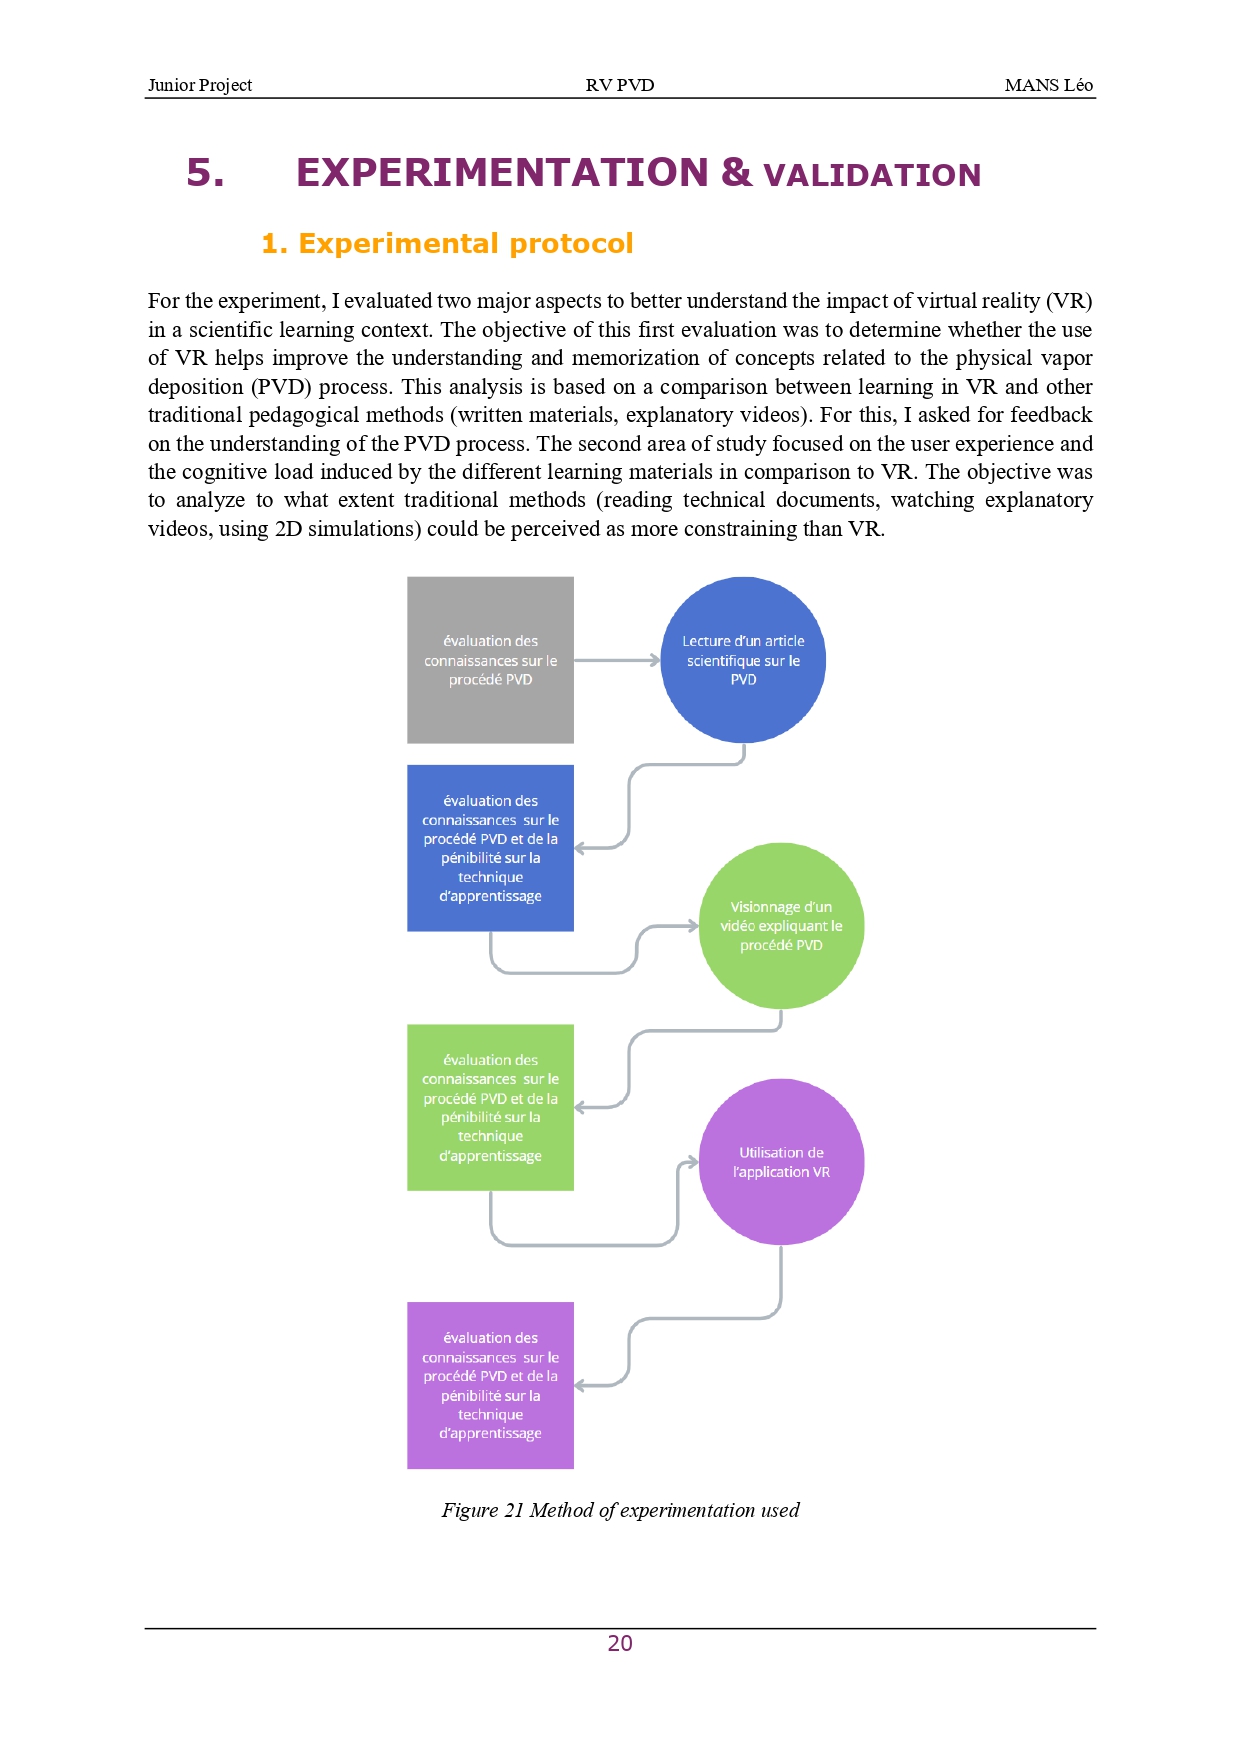 Junior Project RV PVD MANS Léo
5. EXPERIMENTATION & VALIDATION
1. Experimental protocol
For the experiment, I evaluated two major aspects to better understand the impact of virtual reality (VR)
in a scientific learning context. The objective of this first evaluation was to determine whether the use
of VR helps improve the understanding and memorization of concepts related to the physical vapor
deposition (PVD) process. This analysis is based on a comparison between learning in VR and other
traditional pedagogical methods (written materials, explanatory videos). For this, I asked for feedback
on the understanding of the PVD process. The second area of study focused on the user experience and
the cognitive load induced by the different learning materials in comparison to VR. The objective was
to analyze to what extent traditional methods (reading technical documents, watching explanatory
videos, using 2D simulations) could be perceived as more constraining than VR.
évaluation des
connaissances sur le
procédé PVD
Lecture d'un article
scientifique sur le
PVD
évaluation des
connaissances sur le
procédé PVD et de la
pénibilité sur la
technique
d'apprentissage
Visionnage d'un
vidéo expliquant le
procédé PVD
évaluation des
connaissances sur le
procédé PVD et de la
pénibilité sur la
technique
d'apprentissage
Utilisation de
l'application VR
évaluation des
connaissances sur le
procédé PVD et de la
pénibilité sur la
technique
d'apprentissage
Figure 21 Method of experimentation used
20